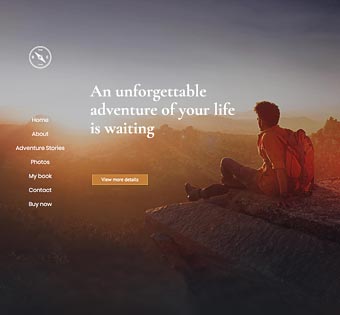 Home
About
Adventure Stories
Photos
My book
Contact
Buy now
An unforgettable
adventure of your life
is waiting
View more details